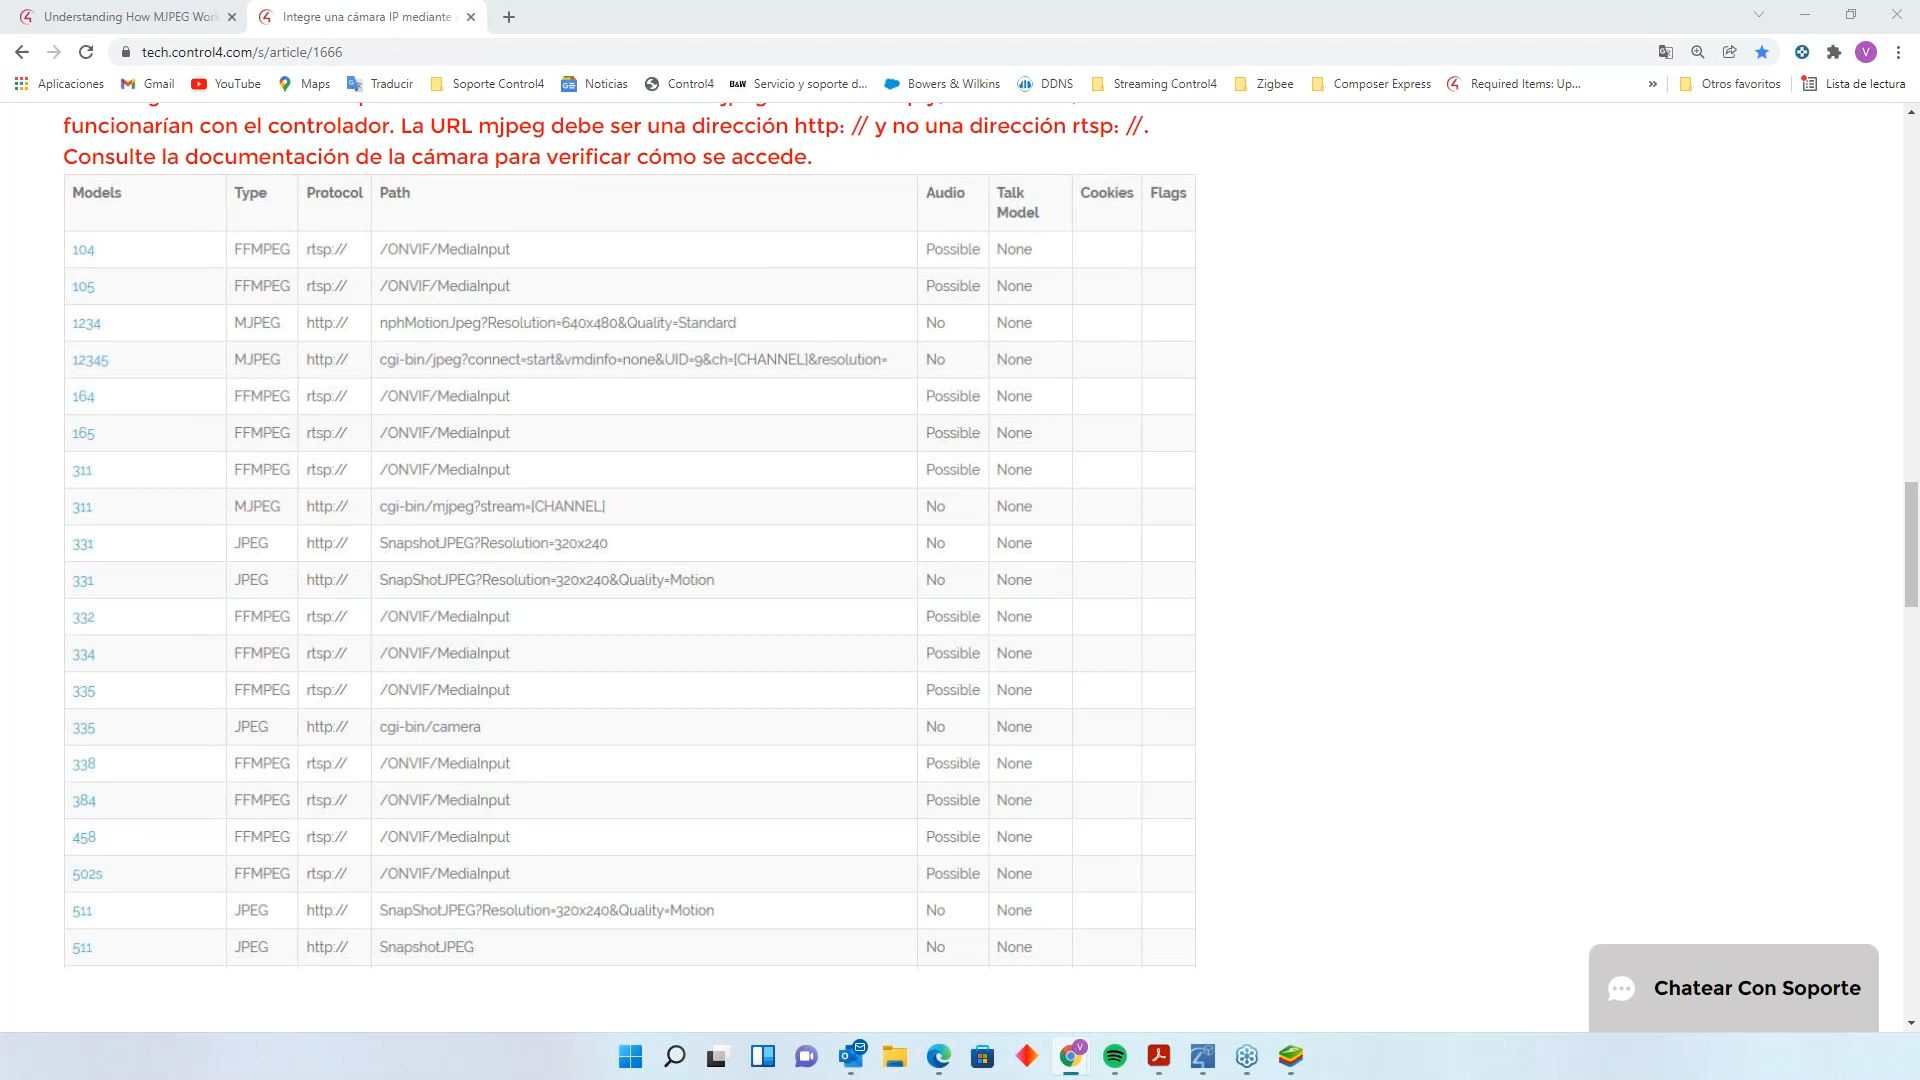 Understanding How MJPEG Work
Integre una cámara IP mediante
tech.control4.com/s/article/1666
V
Aplicaciones Gmail YouTube Maps Traducir Soporte Control4 Noticias Control4 B&W Servicio y soporte d... Bowers & Wilkins DDNS Streaming Control4 Zigbee Composer Express Required Items: Up... » Otros favoritos Lista de lectura
funcionarían con el controlador. La URL mjpeg debe ser una dirección http: // y no una dirección rtsp: //.
Consulte la documentación de la cámara para verificar cómo se accede.
Models Type Protocol Path Audio Talk Model Cookies Flags
104 FFMPEG rtsp:// /ONVIF/MediaInput Possible None
105 FFMPEG rtsp:// /ONVIF/MediaInput Possible None
1234 MJPEG http:// nphMotionJpeg?Resolution=640x480&Quality=Standard No None
12345 MJPEG http:// cgi-bin/jpeg?connect=start&vmdinfo=none&UID=9&ch=[CHANNEL]&resolution= No None
164 FFMPEG rtsp:// /ONVIF/MediaInput Possible None
165 FFMPEG rtsp:// /ONVIF/MediaInput Possible None
311 FFMPEG rtsp:// /ONVIF/MediaInput Possible None
311 MJPEG http:// cgi-bin/mjpeg?stream=[CHANNEL] No None
331 JPEG http:// SnapshotJPEG?Resolution=320x240 No None
331 JPEG http:// SnapShotJPEG?Resolution=320x240&Quality=Motion No None
332 FFMPEG rtsp:// /ONVIF/MediaInput Possible None
334 FFMPEG rtsp:// /ONVIF/MediaInput Possible None
335 FFMPEG rtsp:// /ONVIF/MediaInput Possible None
335 JPEG http:// cgi-bin/camera No None
338 FFMPEG rtsp:// /ONVIF/MediaInput Possible None
384 FFMPEG rtsp:// /ONVIF/MediaInput Possible None
458 FFMPEG rtsp:// /ONVIF/MediaInput Possible None
502s FFMPEG rtsp:// /ONVIF/MediaInput Possible None
511 JPEG http:// SnapShotJPEG?Resolution=320x240&Quality=Motion No None
511 JPEG http:// SnapshotJPEG No None
Chatear Con Soporte